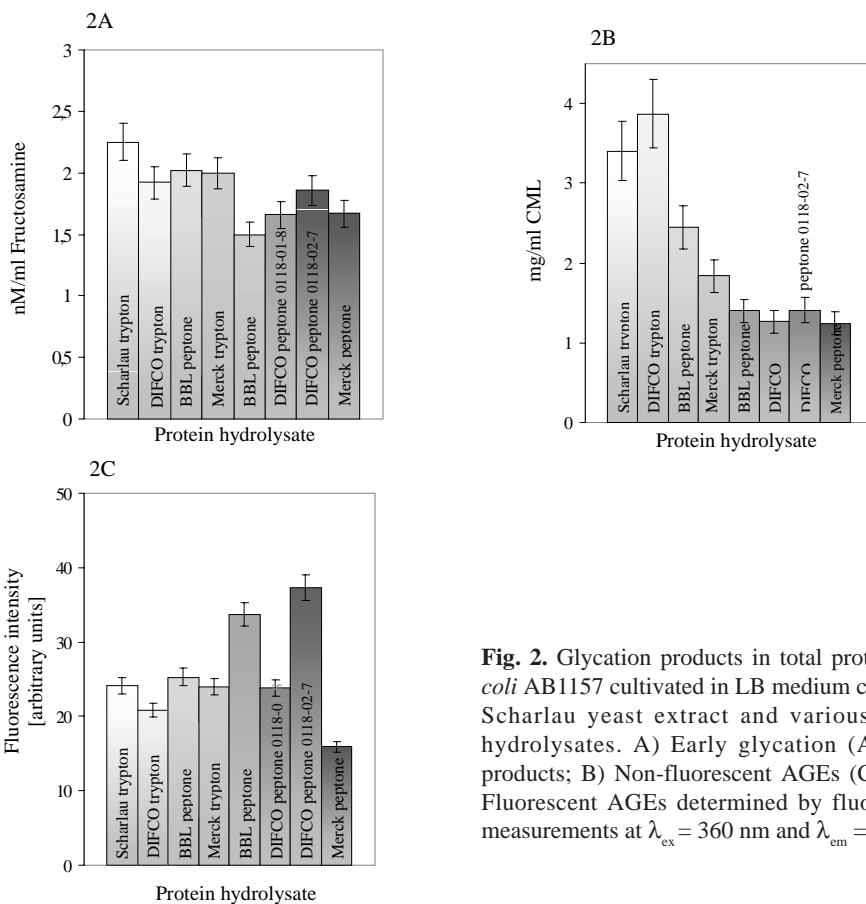 2A
3
2,5
2
1,5
1
0,5
0
nM/ml Fructosamine
Scharlau trypton
DIFCO trypton
BBL peptone
Merck trypton
BBL peptone
DIFCO peptone 0118-01-8
DIFCO peptone 0118-02-7
Merck peptone
Protein hydrolysate
2B
4
3
2
1
0
mg/ml CML
Scharlau trypton
DIFCO trypton
BBL peptone
Merck trypton
BBL peptone
DIFCO
DIFCO peptone 0118-02-7
Merck peptone
Protein hydrolysate
2C
50
40
30
20
10
0
Fluorescence intensity
[arbitrary units]
Scharlau trypton
DIFCO trypton
BBL peptone
Merck trypton
BBL peptone
DIFCO peptone
DIFCO peptone 0118-02-7
Merck peptone
Protein hydrolysate
Fig. 2. Glycation products in total prot
coli AB1157 cultivated in LB medium c
Scharlau yeast extract and various
hydrolysates. A) Early glycation (A
products; B) Non-fluorescent AGEs (C
Fluorescent AGEs determined by fluo
measurements at λex = 360 nm and λem =